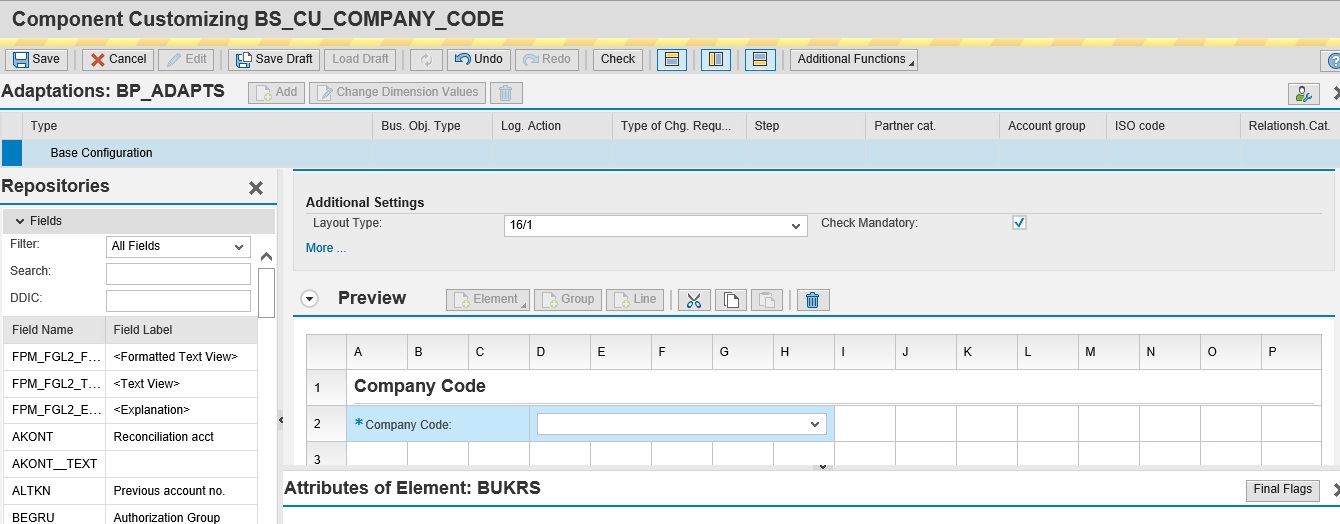 Component Customizing BS_CU_COMPANY_CODE
Save Cancel Edit Save Draft Load Draft Undo Redo Check Additional Functions
Adaptations: BP_ADAPTS Add Change Dimension Values
Type Bus. Obj. Type Log. Action Type of Chg. Requ... Step Partner cat. Account group ISO code Relationsh.Cat.
Base Configuration
Repositories
Fields
Filter: All Fields
Search:
DDIC:
Field Name Field Label
FPM_FGL2_F... <Formatted Text View>
FPM_FGL2_T... <Text View>
FPM_FGL2_E... <Explanation>
AKONT Reconciliation acct
AKONT__TEXT
ALTKN Previous account no.
BEGRU Authorization Group
Additional Settings
Layout Type: 16/1 Check Mandatory:
More ...
Preview Element Group Line
A B C D E F G H I J K L M N O P
1 Company Code
2 * Company Code:
3
Attributes of Element: BUKRS Final Flags